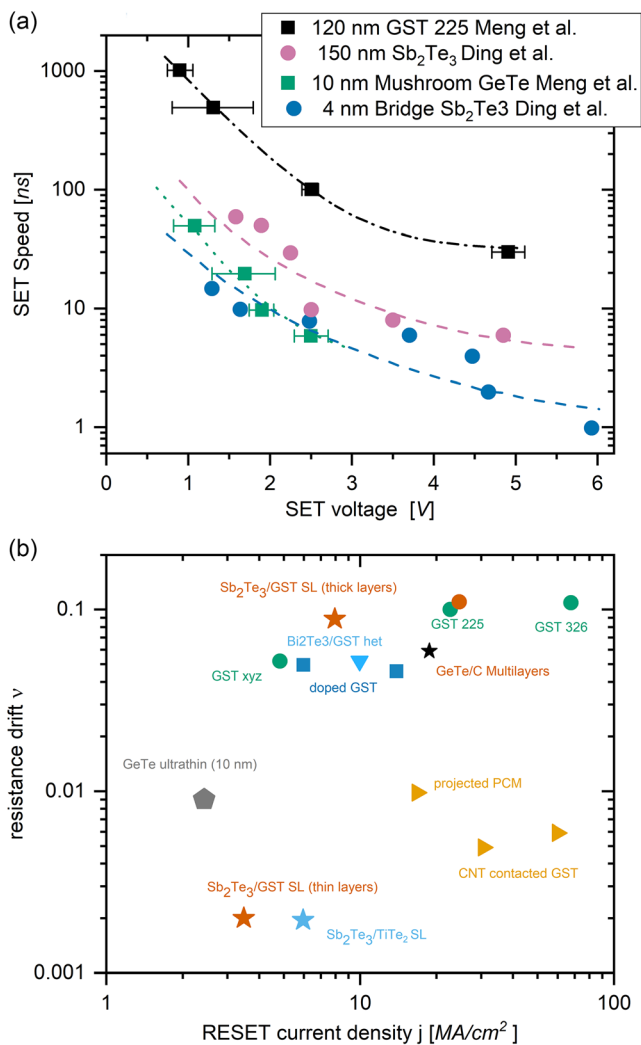 (a)
120 nm GST 225 Meng et al.
150 nm Sb₂Te₃ Ding et al.
10 nm Mushroom GeTe Meng et al.
4 nm Bridge Sb₂Te3 Ding et al.
SET Speed [ns]
1000
100
10
1
0
1
2
3
4
5
6
SET voltage [V]
(b)
resistance drift ν
0.1
0.01
0.001
Sb₂Te₃/GST SL (thick layers)
Bi2Te3/GST het
GST 225
GST 326
GST xyz
doped GST
GeTe/C Multilayers
GeTe ultrathin (10 nm)
projected PCM
CNT contacted GST
Sb₂Te₃/GST SL (thin layers)
Sb₂Te₃/TiTe₂ SL
1
10
100
RESET current density j [MA/cm²]